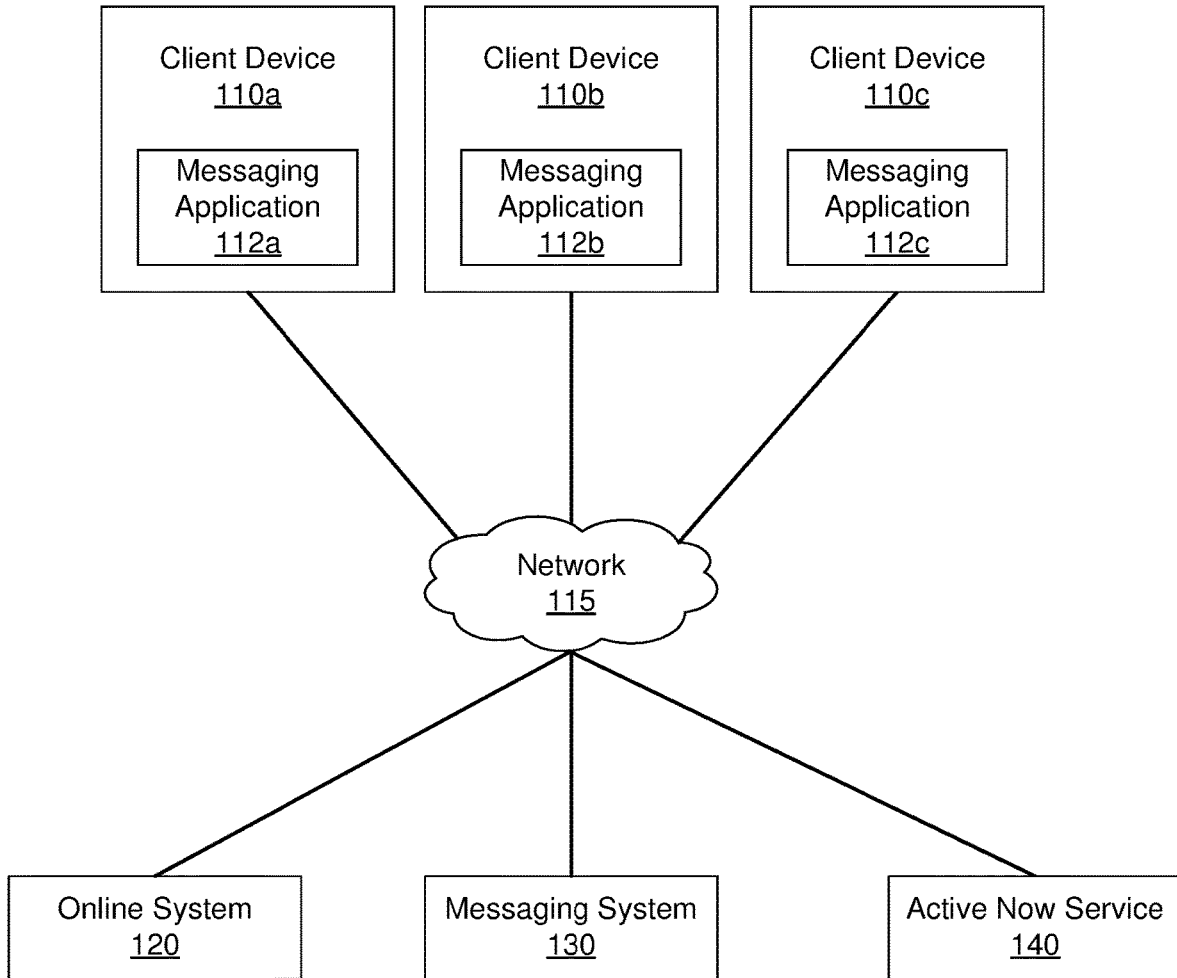 Client Device
110a
Messaging
Application
112a
Client Device
110b
Messaging
Application
112b
Client Device
110c
Messaging
Application
112c
Network
115
Online System
120
Messaging System
130
Active Now Service
140